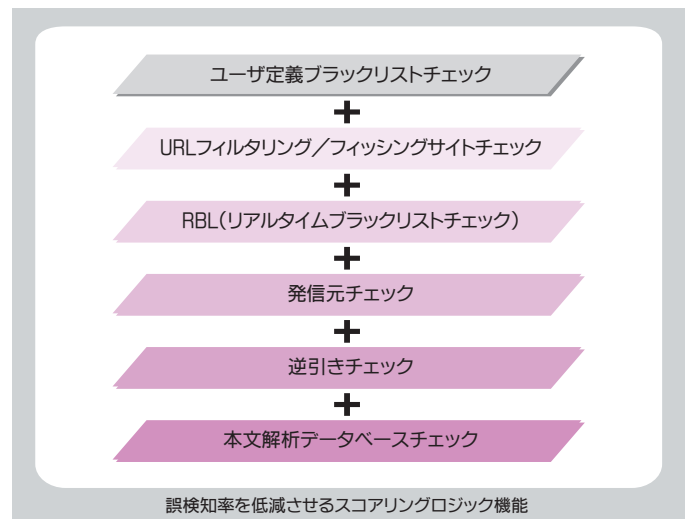 ユーザ定義ブラックリストチェック
+
URLフィルタリング／フィッシングサイトチェック
+
RBL（リアルタイムブラックリストチェック）
+
発信元チェック
+
逆引きチェック
+
本文解析データベースチェック
誤検知率を低減させるスコアリングロジック機能